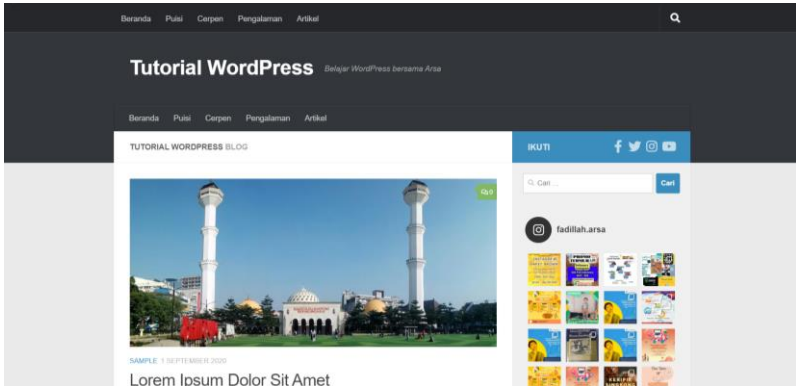 Beranda Puisi Cerpen Pengalaman Artikel
Tutorial WordPress Belajar WordPress bersama Arsa
Beranda Puisi Cerpen Pengalaman Artikel
TUTORIAL WORDPRESS BLOG
IKUTI
0
Cari ... Cari
fadillah.arsa
SAMPLE 1 SEPTEMBER 2020
Lorem Ipsum Dolor Sit Amet